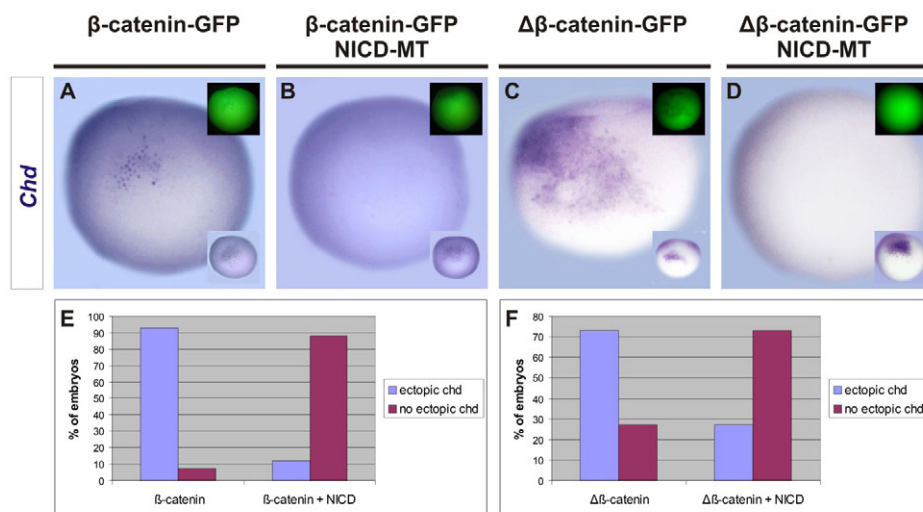 β-catenin-GFP
β-catenin-GFP
NICD-MT
Δβ-catenin-GFP
Δβ-catenin-GFP
NICD-MT
Chd
A
B
C
D
E
% of embryos
100
90
80
70
60
50
40
30
20
10
0
ß-catenin
ß-catenin + NICD
ectopic chd
no ectopic chd
F
% of embryos
80
70
60
50
40
30
20
10
0
Δß-catenin
Δß-catenin + NICD
ectopic chd
no ectopic chd